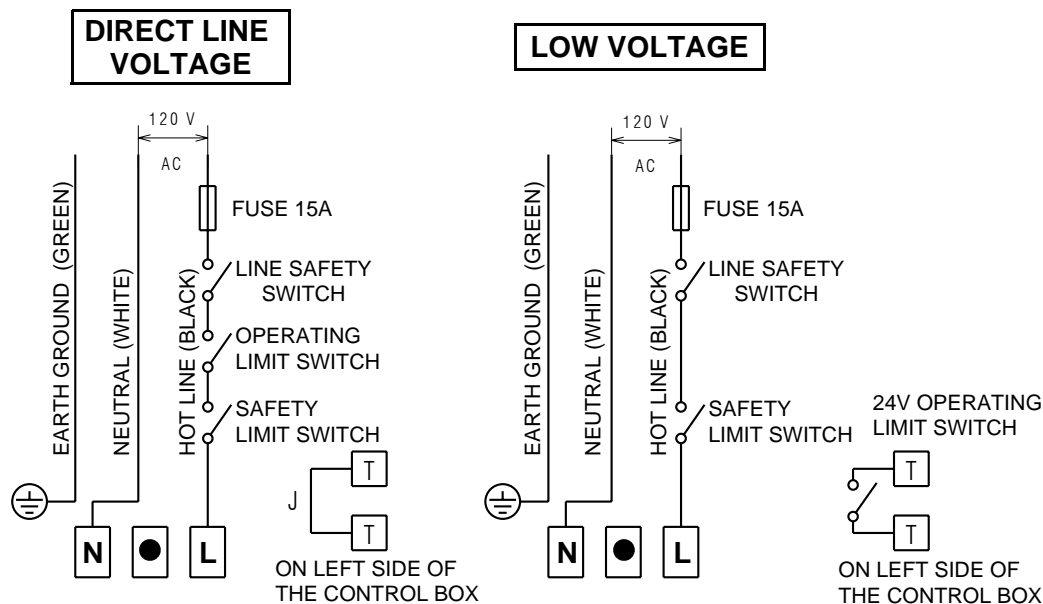 DIRECT LINE
VOLTAGE
120 V
AC
EARTH GROUND (GREEN)
NEUTRAL (WHITE)
HOT LINE (BLACK)
FUSE 15A
LINE SAFETY
SWITCH
OPERATING
LIMIT SWITCH
SAFETY
LIMIT SWITCH
T
J
T
N
L
ON LEFT SIDE OF
THE CONTROL BOX
LOW VOLTAGE
120 V
AC
EARTH GROUND (GREEN)
NEUTRAL (WHITE)
HOT LINE (BLACK)
FUSE 15A
LINE SAFETY
SWITCH
SAFETY
LIMIT SWITCH
24V OPERATING
LIMIT SWITCH
T
T
N
L
ON LEFT SIDE OF
THE CONTROL BOX